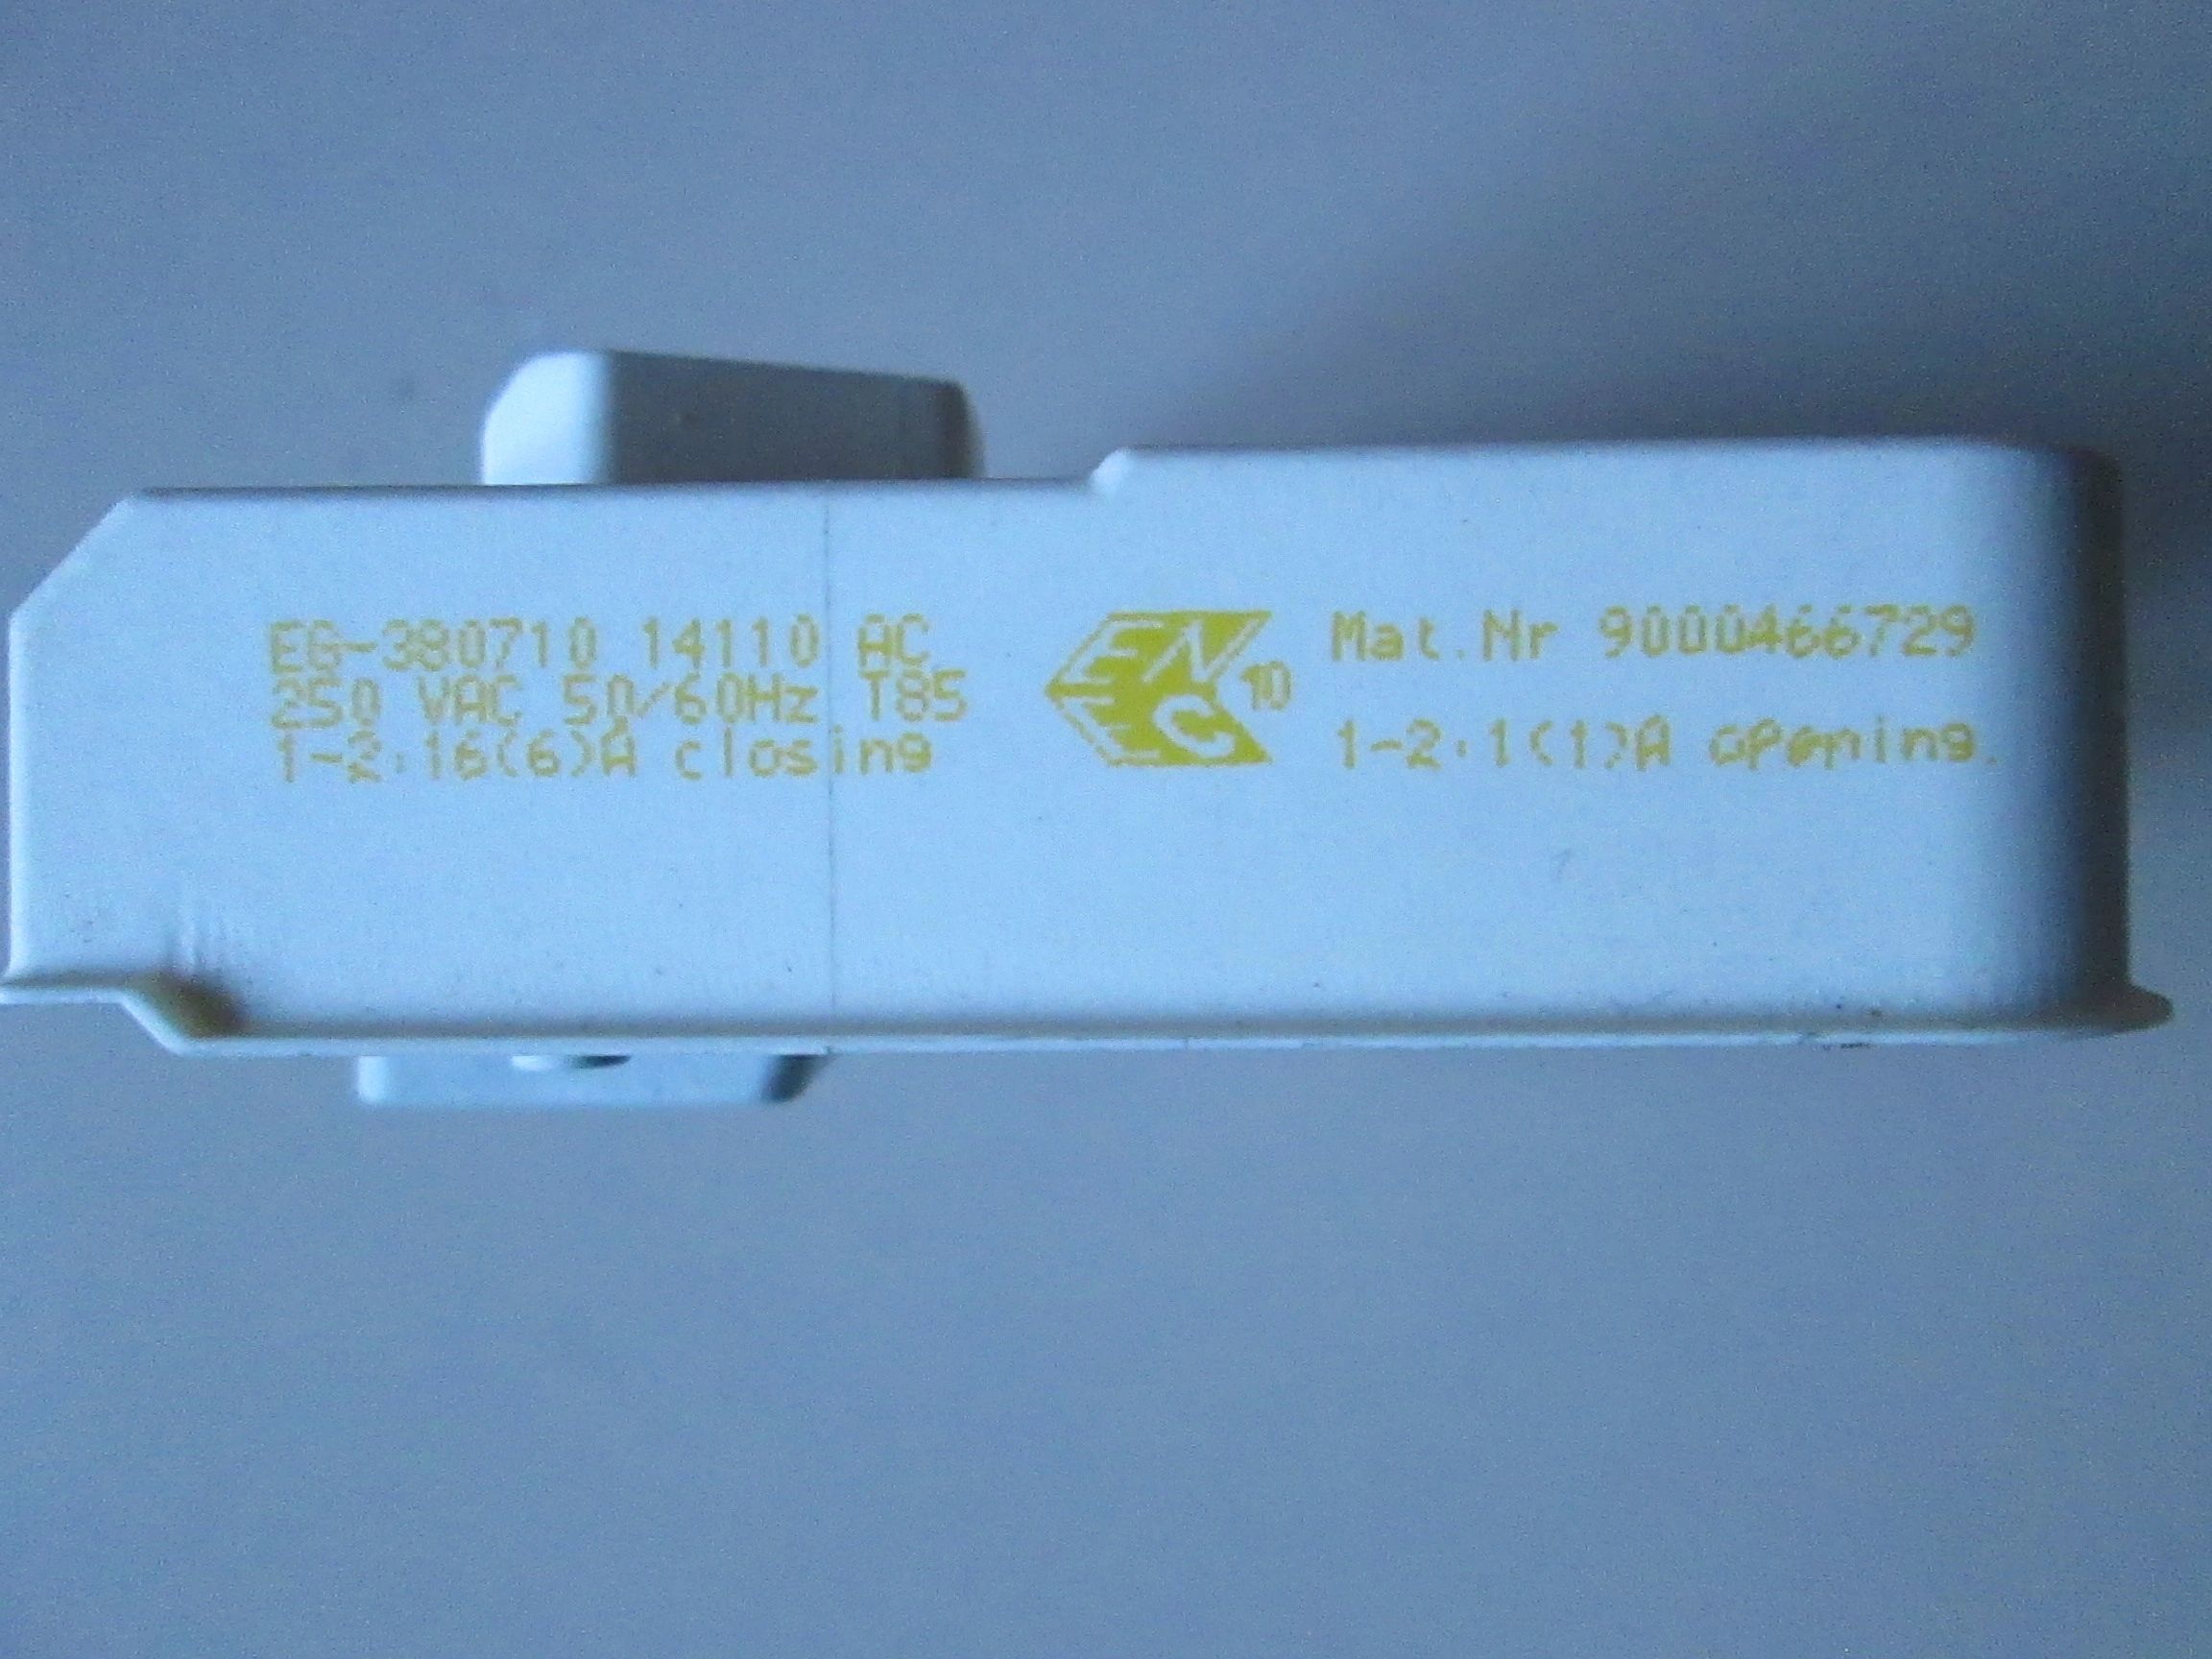 EG-380710 14110 AC
250 VAC 50/60Hz T85
1-2·16(6)A closing
ENEC 10
Mat.Nr 9000466729
1-2·1(1)A opening.